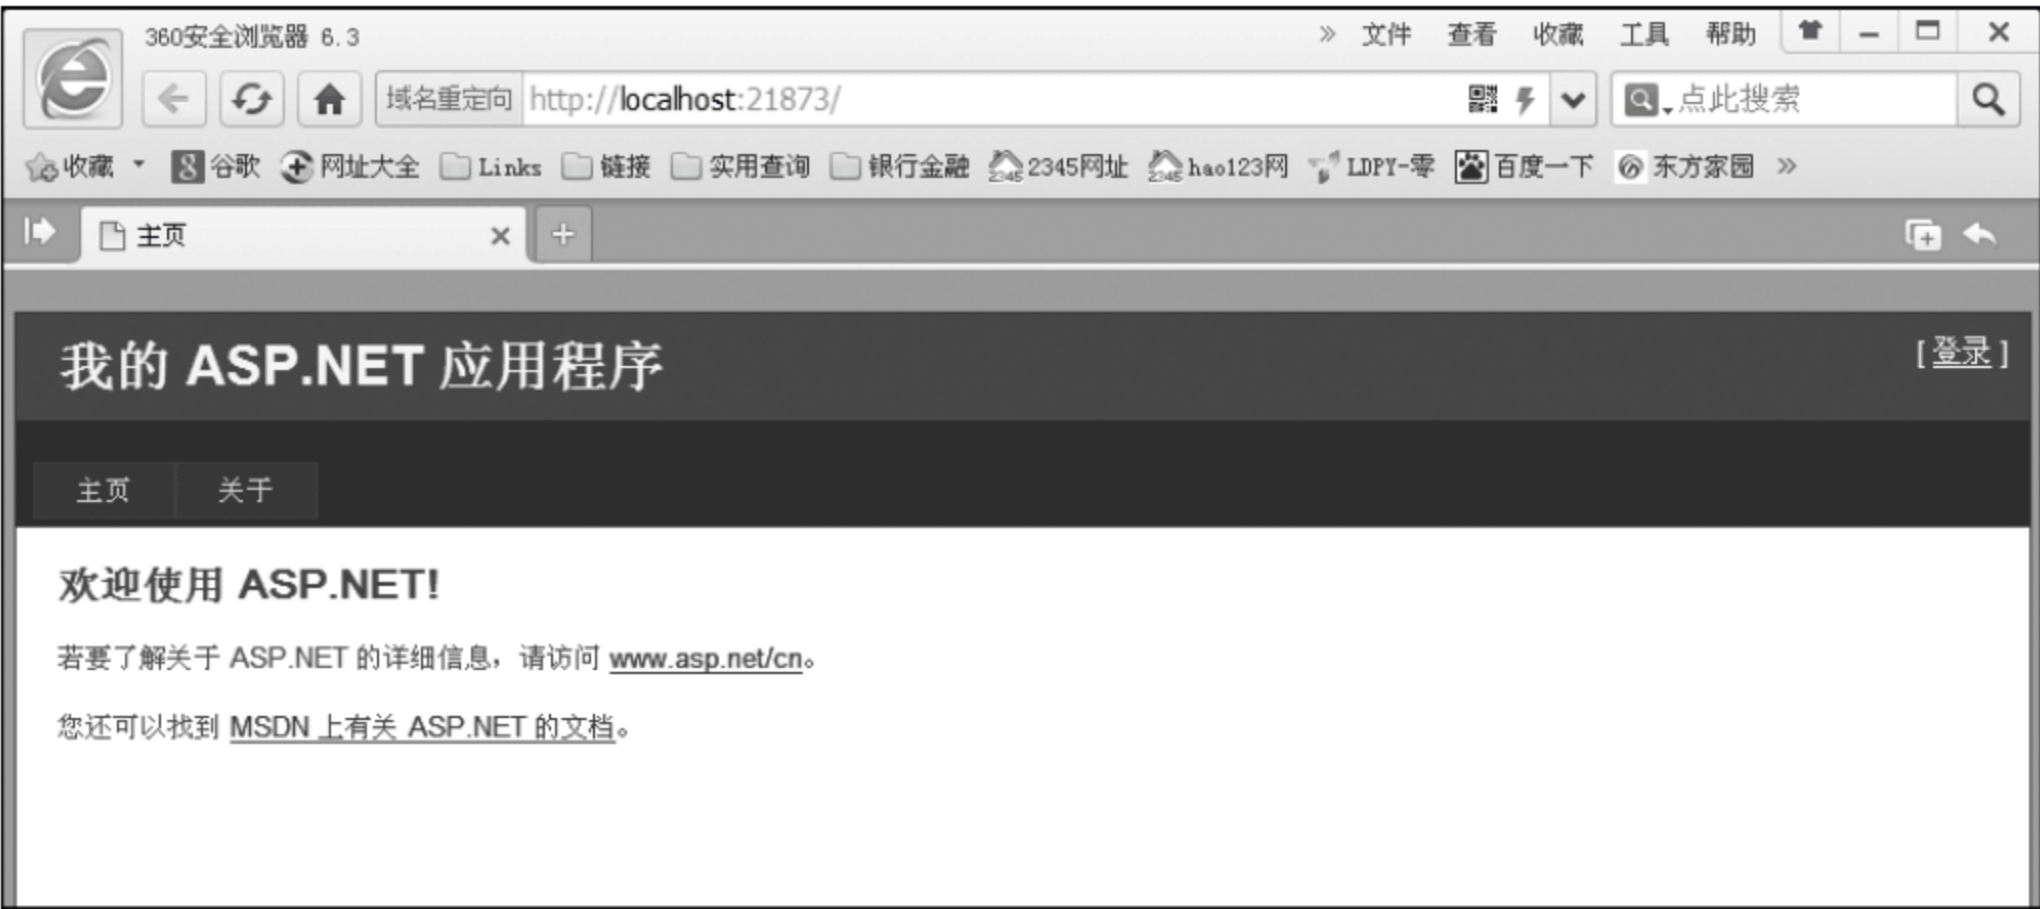 360安全浏览器 6.3
» 文件 查看 收藏 工具 帮助
域名重定向 http://localhost:21873/ 点此搜索
收藏 谷歌 网址大全 Links 链接 实用查询 银行金融 2345网址 hao123网 LDPY-零 百度一下 东方家园 »
主页
我的 ASP.NET 应用程序
[ 登录 ]
主页 关于
欢迎使用 ASP.NET!
若要了解关于 ASP.NET 的详细信息，请访问 www.asp.net/cn。
您还可以找到 MSDN 上有关 ASP.NET 的文档。